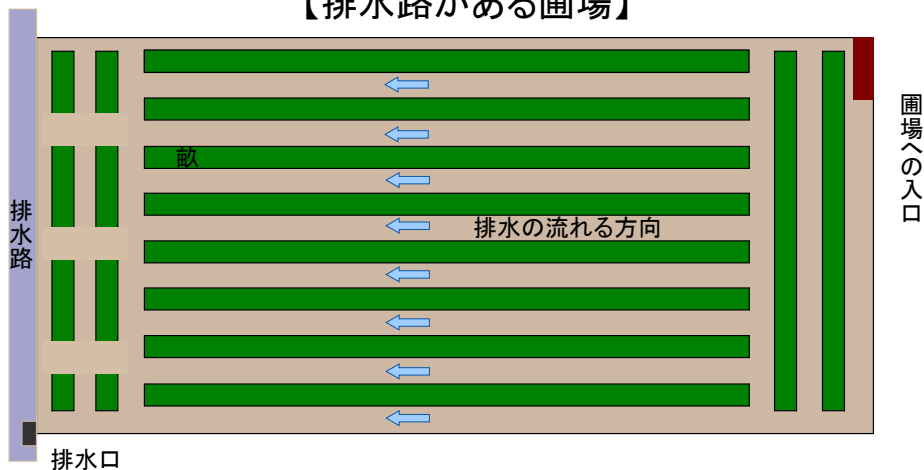 【排水路がある圃場】
圃場への入口
畝
排水路
排水の流れる方向
排水口